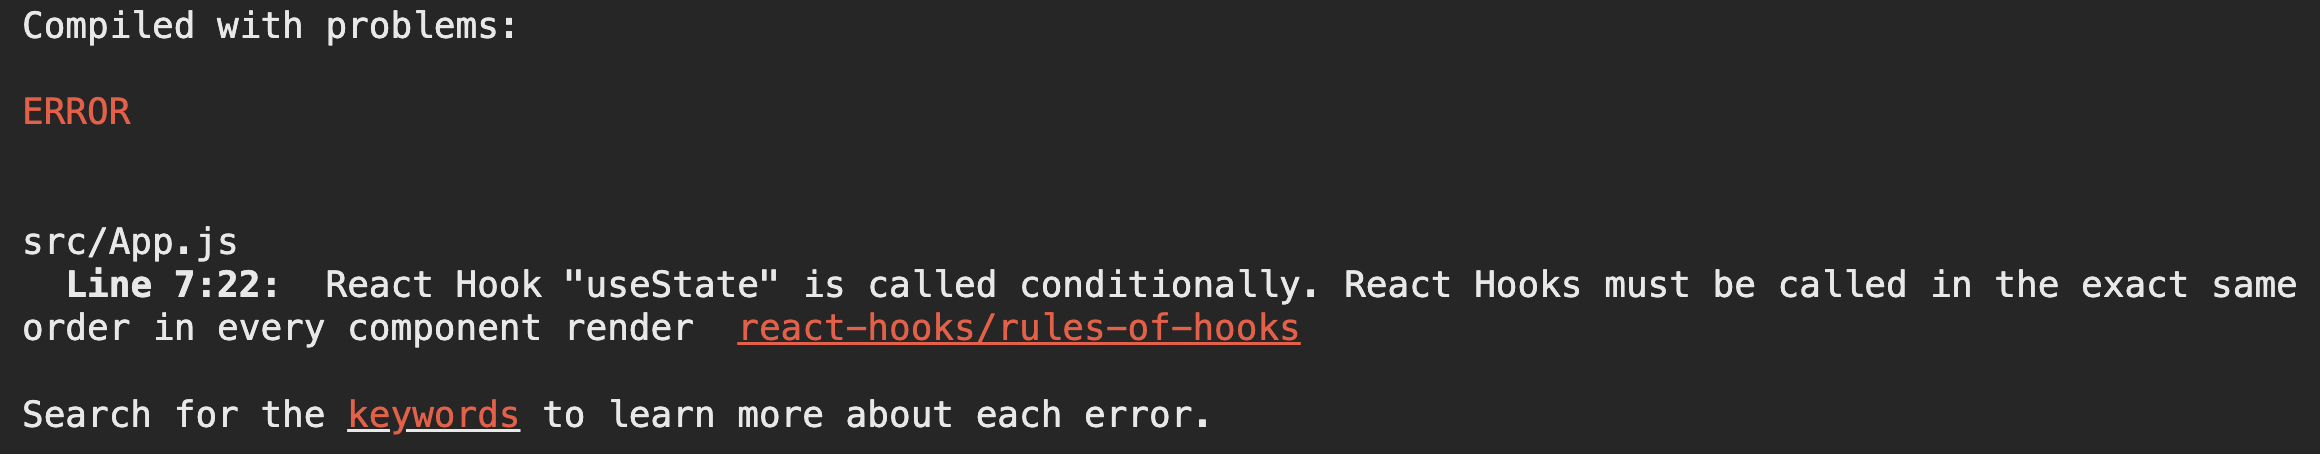 Compiled with problems:
ERROR
src/App.js
Line 7:22:  React Hook "useState" is called conditionally. React Hooks must be called in the exact same
order in every component render  react-hooks/rules-of-hooks
Search for the keywords to learn more about each error.